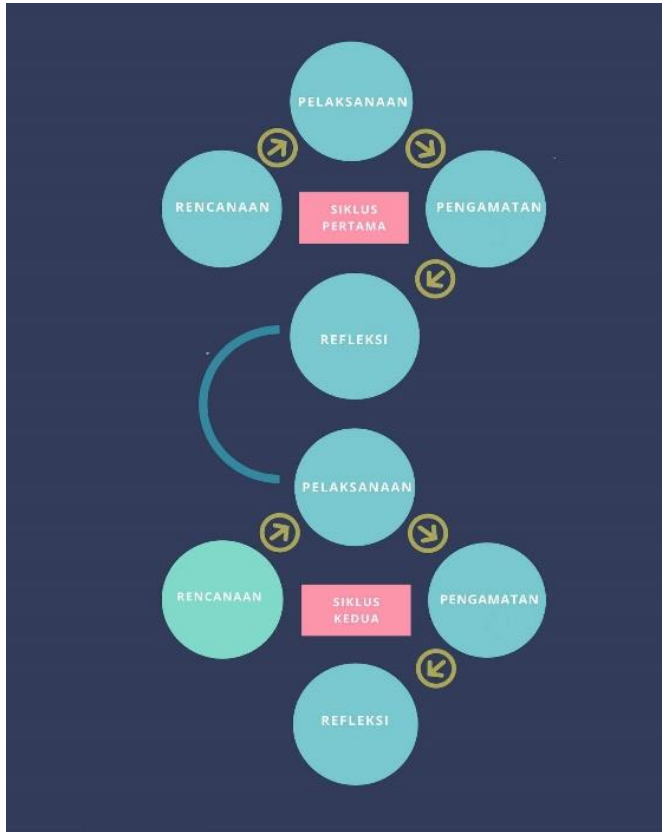 PELAKSANAAN
RENCANAAN
SIKLUS
PERTAMA
PENGAMATAN
REFLEKSI
PELAKSANAAN
RENCANAAN
SIKLUS
KEDUA
PENGAMATAN
REFLEKSI